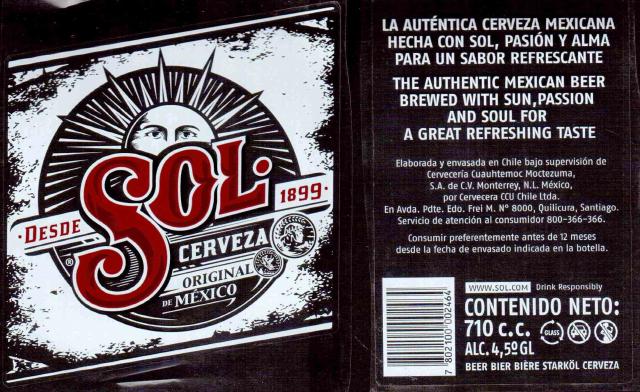 SOL
·DESDE
1899·
CERVEZA
ORIGINAL
DE MÉXICO
®
LA AUTÉNTICA CERVEZA MEXICANA
HECHA CON SOL, PASIÓN Y ALMA
PARA UN SABOR REFRESCANTE
THE AUTHENTIC MEXICAN BEER
BREWED WITH SUN,PASSION
AND SOUL FOR
A GREAT REFRESHING TASTE
Elaborada y envasada en Chile bajo supervisión de
Cervecería Cuauhtemoc Moctezuma,
S.A. de C.V. Monterrey, N.L. México,
por Cervecera CCU Chile Ltda.
En Avda. Pdte. Edo. Frei M. N° 8000, Quilicura, Santiago.
Servicio de atención al consumidor 800-366-366.
Consumir preferentemente antes de 12 meses
desde la fecha de envasado indicada en la botella.
WWW.SOL.COM Drink Responsibly
CONTENIDO NETO:
710 c.c. GLASS
ALC. 4,5º GL
BEER BIER BIÈRE STARKÖL CERVEZA
7 802100 002464